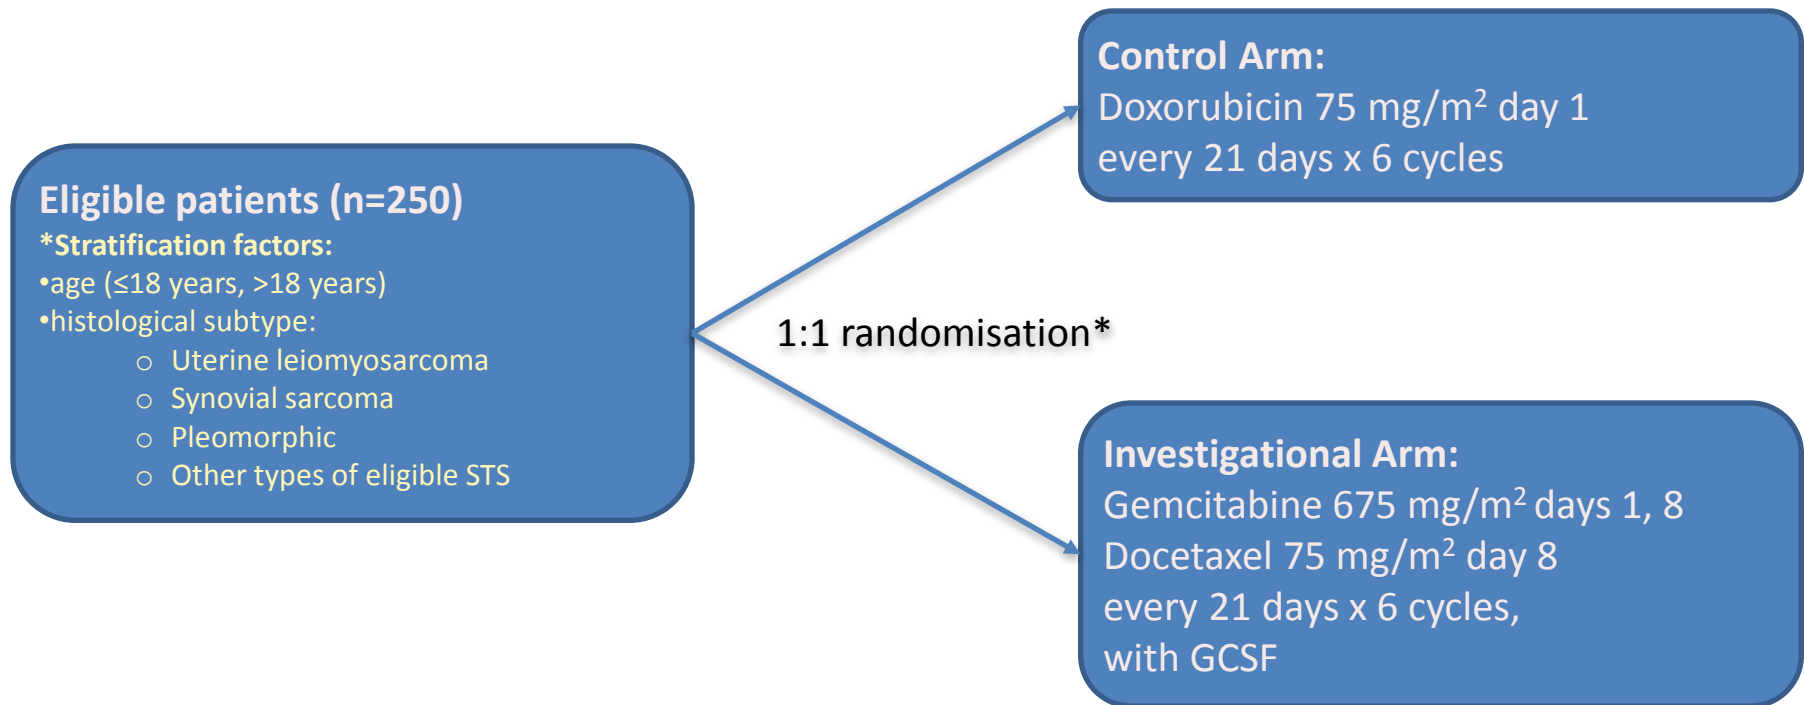 Eligible patients (n=250)
*Stratification factors:
•age (≤18 years, >18 years)
•histological subtype:
o Uterine leiomyosarcoma
o Synovial sarcoma
o Pleomorphic
o Other types of eligible STS
1:1 randomisation*
Control Arm:
Doxorubicin 75 mg/m² day 1
every 21 days x 6 cycles
Investigational Arm:
Gemcitabine 675 mg/m² days 1, 8
Docetaxel 75 mg/m² day 8
every 21 days x 6 cycles,
with GCSF